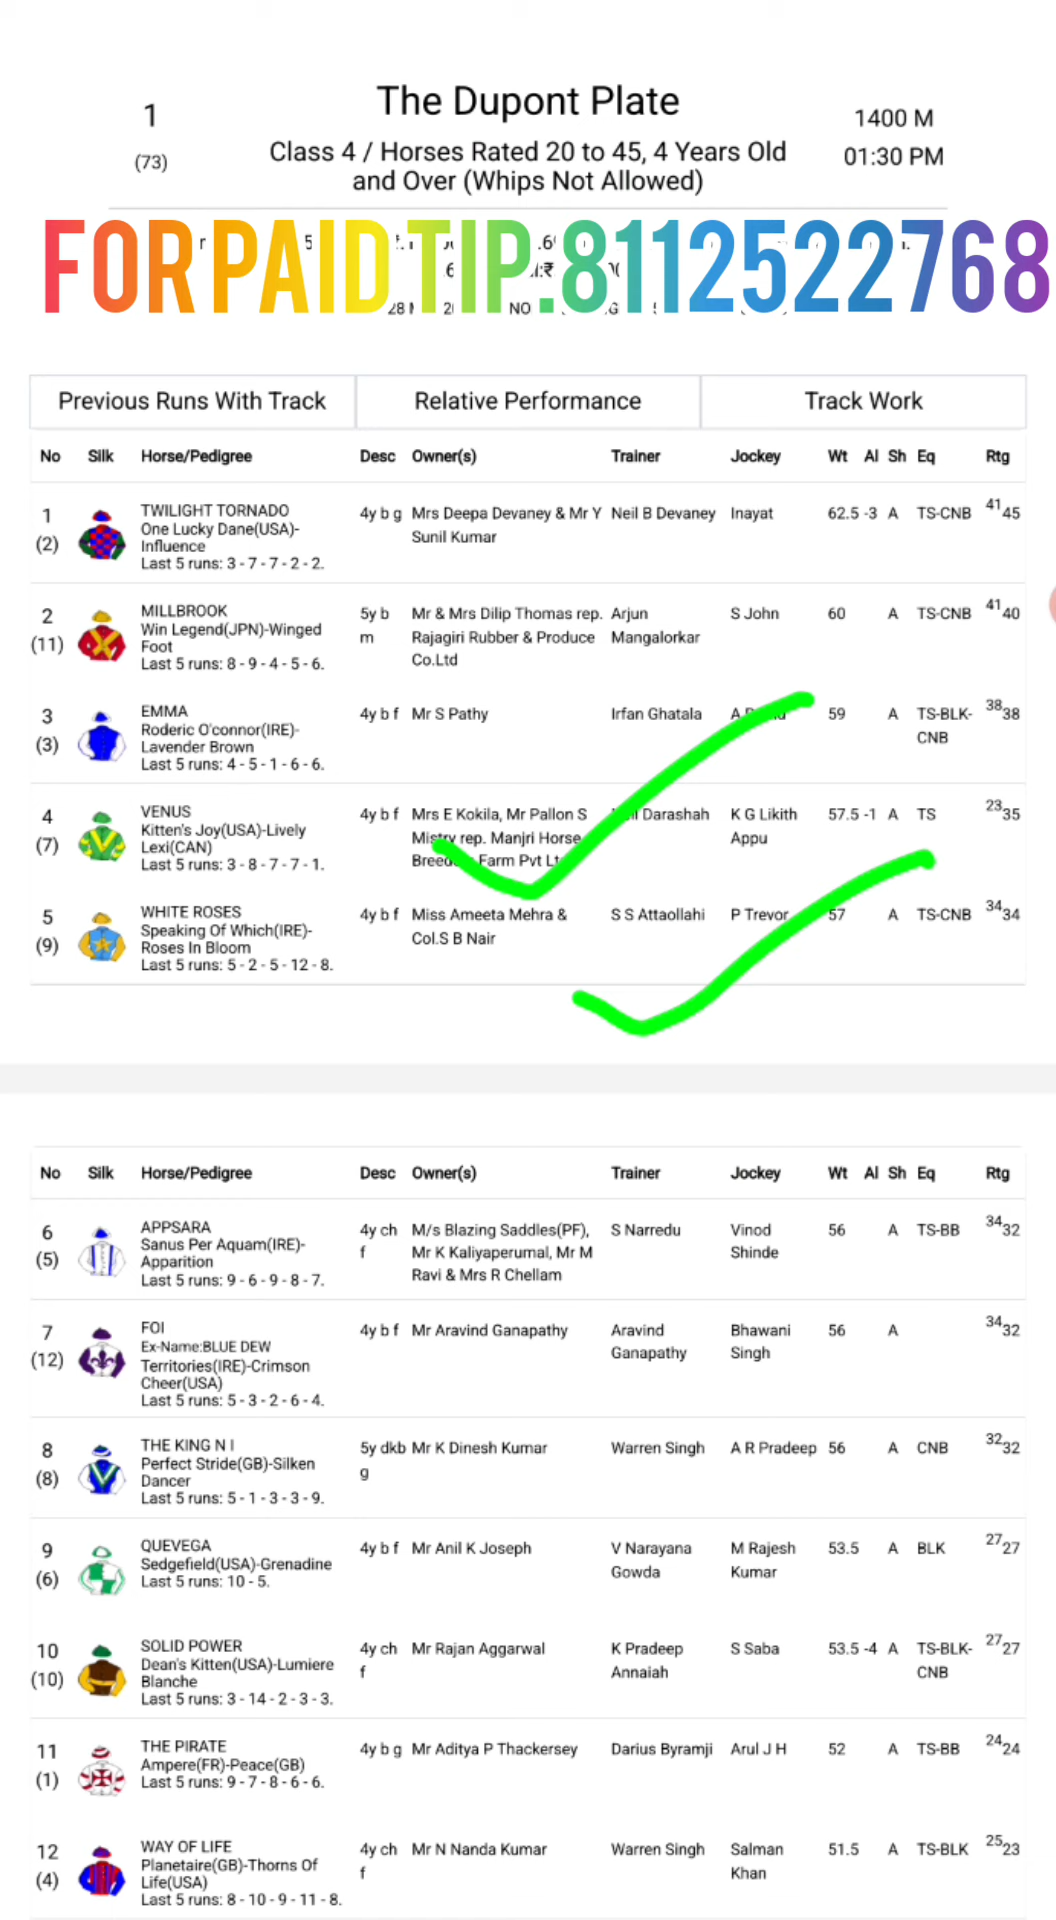 1
(73)
The Dupont Plate
Class 4 / Horses Rated 20 to 45, 4 Years Old
and Over (Whips Not Allowed)
1400 M
01:30 PM
FOR PAID TIP.8112522768
Previous Runs With Track Relative Performance Track Work
No Silk Horse/Pedigree Desc Owner(s) Trainer Jockey Wt Al Sh Eq Rtg
1 TWILIGHT TORNADO 4y b g Mrs Deepa Devaney & Mr Y Neil B Devaney Inayat 62.5 -3 A TS-CNB 41 45
(2) One Lucky Dane(USA)- Sunil Kumar
Influence
Last 5 runs: 3 - 7 - 7 - 2 - 2.
2 MILLBROOK 5y b Mr & Mrs Dilip Thomas rep. Arjun S John 60 A TS-CNB 41 40
(11) Win Legend(JPN)-Winged m Rajagiri Rubber & Produce Mangalorkar
Foot Co.Ltd
Last 5 runs: 8 - 9 - 4 - 5 - 6.
3 EMMA 4y b f Mr S Pathy Irfan Ghatala A 59 A TS-BLK- 38 38
(3) Roderic O'connor(IRE)- CNB
Lavender Brown
Last 5 runs: 4 - 5 - 1 - 6 - 6.
4 VENUS 4y b f Mrs E Kokila, Mr Pallon S Darashah K G Likith 57.5 -1 A TS 23 35
(7) Kitten's Joy(USA)-Lively Mistry rep. Manjri Horse Appu
Lexi(CAN) Breeders Farm Pvt Ltd
Last 5 runs: 3 - 8 - 7 - 7 - 1.
5 WHITE ROSES 4y b f Miss Ameeta Mehra & S S Attaollahi P Trevor 57 A TS-CNB 34 34
(9) Speaking Of Which(IRE)- Col.S B Nair
Roses In Bloom
Last 5 runs: 5 - 2 - 5 - 12 - 8.
No Silk Horse/Pedigree Desc Owner(s) Trainer Jockey Wt Al Sh Eq Rtg
6 APPSARA 4y ch M/s Blazing Saddles(PF), S Narredu Vinod 56 A TS-BB 34 32
(5) Sanus Per Aquam(IRE)- f Mr K Kaliyaperumal, Mr M Shinde
Apparition Ravi & Mrs R Chellam
Last 5 runs: 9 - 6 - 9 - 8 - 7.
7 FOI 4y b f Mr Aravind Ganapathy Aravind Bhawani 56 A 34 32
(12) Ex-Name:BLUE DEW Ganapathy Singh
Territories(IRE)-Crimson
Cheer(USA)
Last 5 runs: 5 - 3 - 2 - 6 - 4.
8 THE KING N I 5y dkb Mr K Dinesh Kumar Warren Singh A R Pradeep 56 A CNB 32 32
(8) Perfect Stride(GB)-Silken g
Dancer
Last 5 runs: 5 - 1 - 3 - 3 - 9.
9 QUEVEGA 4y b f Mr Anil K Joseph V Narayana M Rajesh 53.5 A BLK 27 27
(6) Sedgefield(USA)-Grenadine Gowda Kumar
Last 5 runs: 10 - 5.
10 SOLID POWER 4y ch Mr Rajan Aggarwal K Pradeep S Saba 53.5 -4 A TS-BLK- 27 27
(10) Dean's Kitten(USA)-Lumiere f Annaiah CNB
Blanche
Last 5 runs: 3 - 14 - 2 - 3 - 3.
11 THE PIRATE 4y b g Mr Aditya P Thackersey Darius Byramji Arul J H 52 A TS-BB 24 24
(1) Ampere(FR)-Peace(GB)
Last 5 runs: 9 - 7 - 8 - 6 - 6.
12 WAY OF LIFE 4y ch Mr N Nanda Kumar Warren Singh Salman 51.5 A TS-BLK 25 23
(4) Planetaire(GB)-Thorns Of f Khan
Life(USA)
Last 5 runs: 8 - 10 - 9 - 11 - 8.